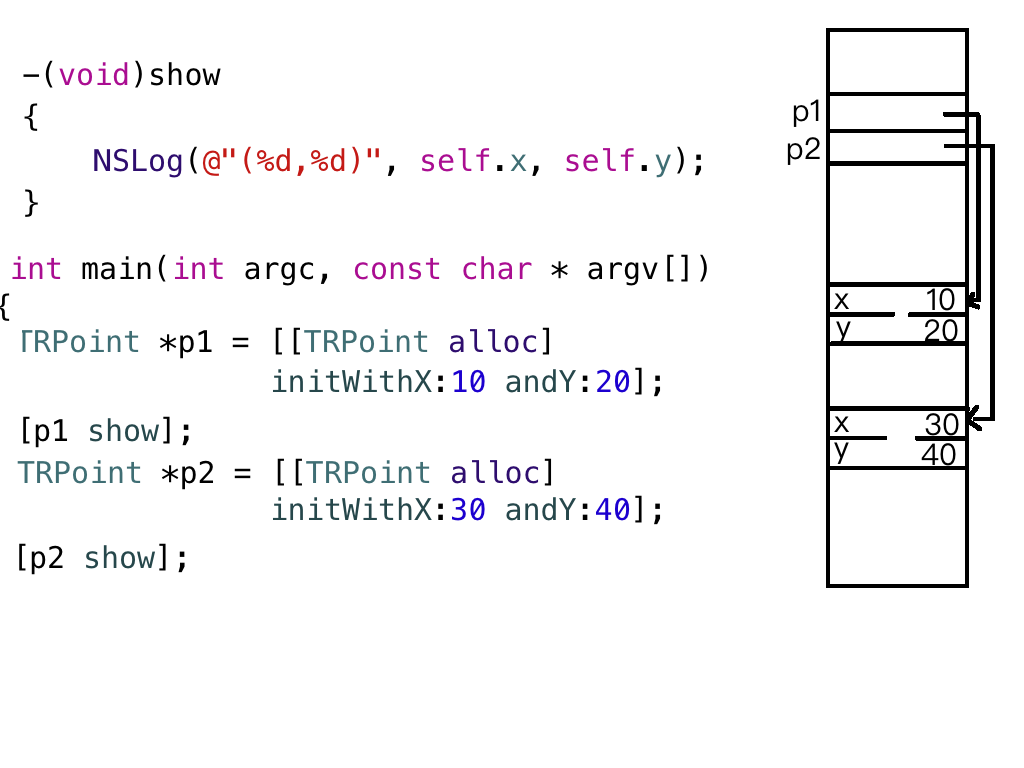 -(void)show
{
NSLog(@"(%d,%d)", self.x, self.y);
}
int main(int argc, const char * argv[])
{
TRPoint *p1 = [[TRPoint alloc]
initWithX:10 andY:20];
[p1 show];
TRPoint *p2 = [[TRPoint alloc]
initWithX:30 andY:40];
[p2 show];
p1
p2
x 10
y 20
x 30
y 40